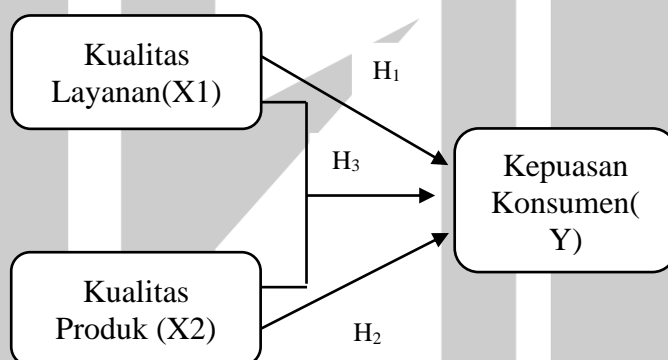 Kualitas
Layanan(X1)
H₁
H₃
Kepuasan
Konsumen(
Y)
Kualitas
Produk (X2)
H₂